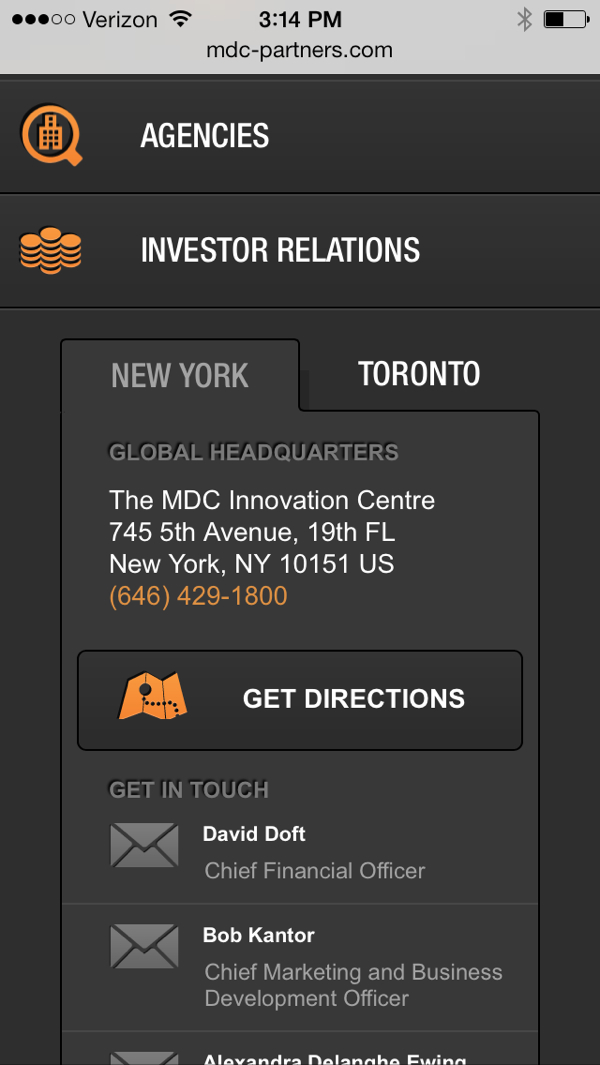 Verizon 3:14 PM
mdc-partners.com
AGENCIES
INVESTOR RELATIONS
NEW YORK TORONTO
GLOBAL HEADQUARTERS
The MDC Innovation Centre
745 5th Avenue, 19th FL
New York, NY 10151 US
(646) 429-1800
GET DIRECTIONS
GET IN TOUCH
David Doft
Chief Financial Officer
Bob Kantor
Chief Marketing and Business
Development Officer
Alexandra Delanghe Ewing